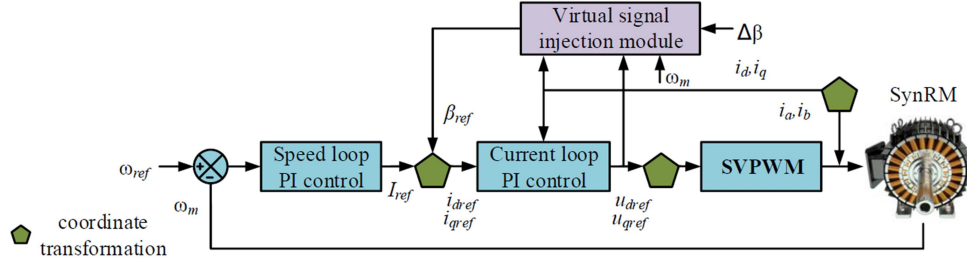 Virtual signal
injection module
Δβ
ω_m
i_d,i_q
SynRM
i_a,i_b
β_ref
ω_ref
Speed loop
PI control
I_ref
i_dref
i_qref
Current loop
PI control
u_dref
u_qref
SVPWM
ω_m
coordinate
transformation